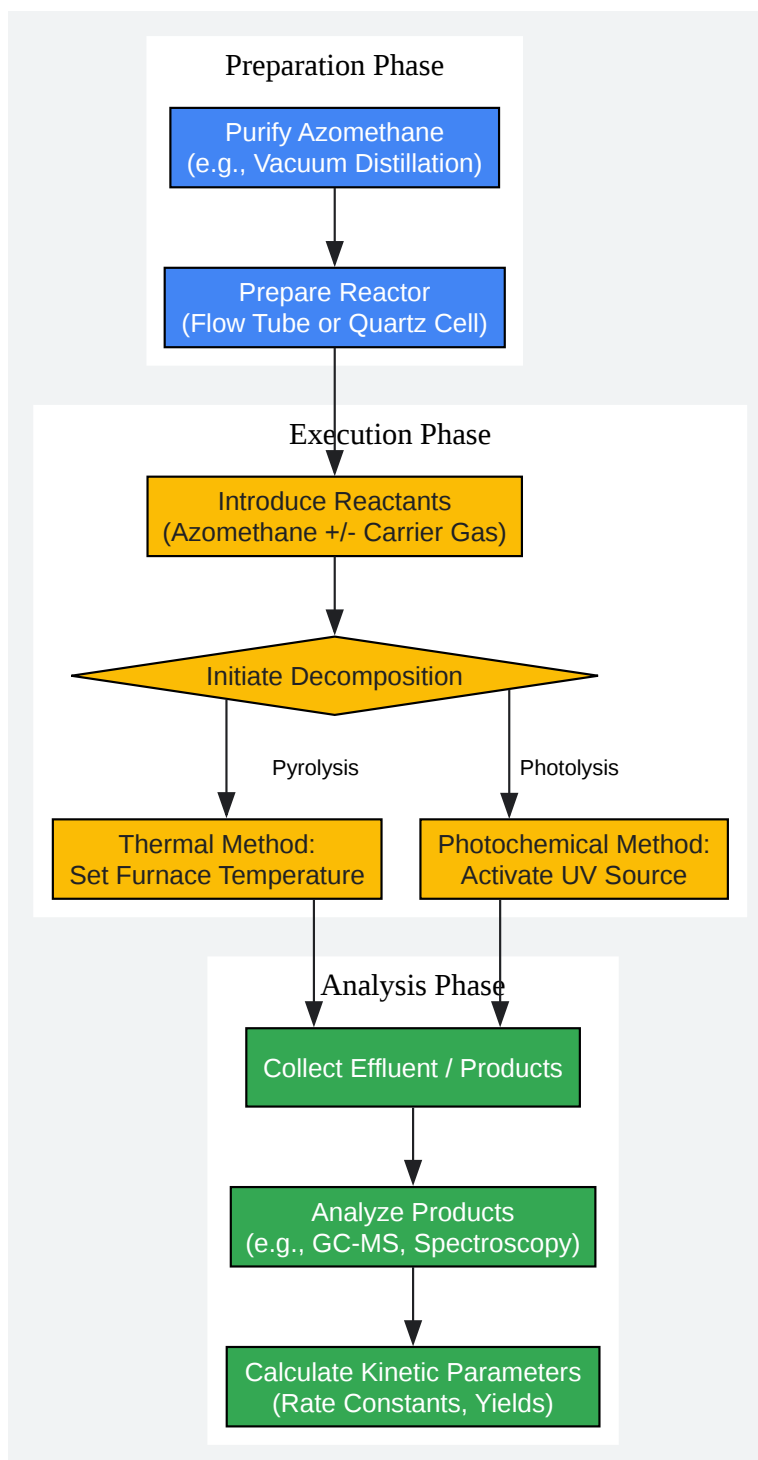 Preparation Phase
Purify Azomethane
(e.g., Vacuum Distillation)
Prepare Reactor
(Flow Tube or Quartz Cell)
Execution Phase
Introduce Reactants
(Azomethane +/- Carrier Gas)
Initiate Decomposition
Pyrolysis
Photolysis
Thermal Method:
Set Furnace Temperature
Photochemical Method:
Activate UV Source
Analysis Phase
Collect Effluent / Products
Analyze Products
(e.g., GC-MS, Spectroscopy)
Calculate Kinetic Parameters
(Rate Constants, Yields)